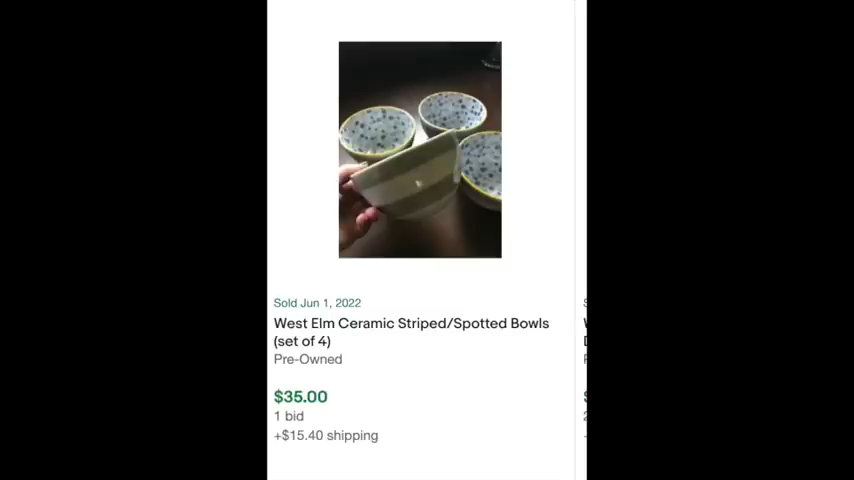 Sold Jun 1, 2022
West Elm Ceramic Striped/Spotted Bowls
(set of 4)
Pre-Owned
$35.00
1 bid
+$15.40 shipping